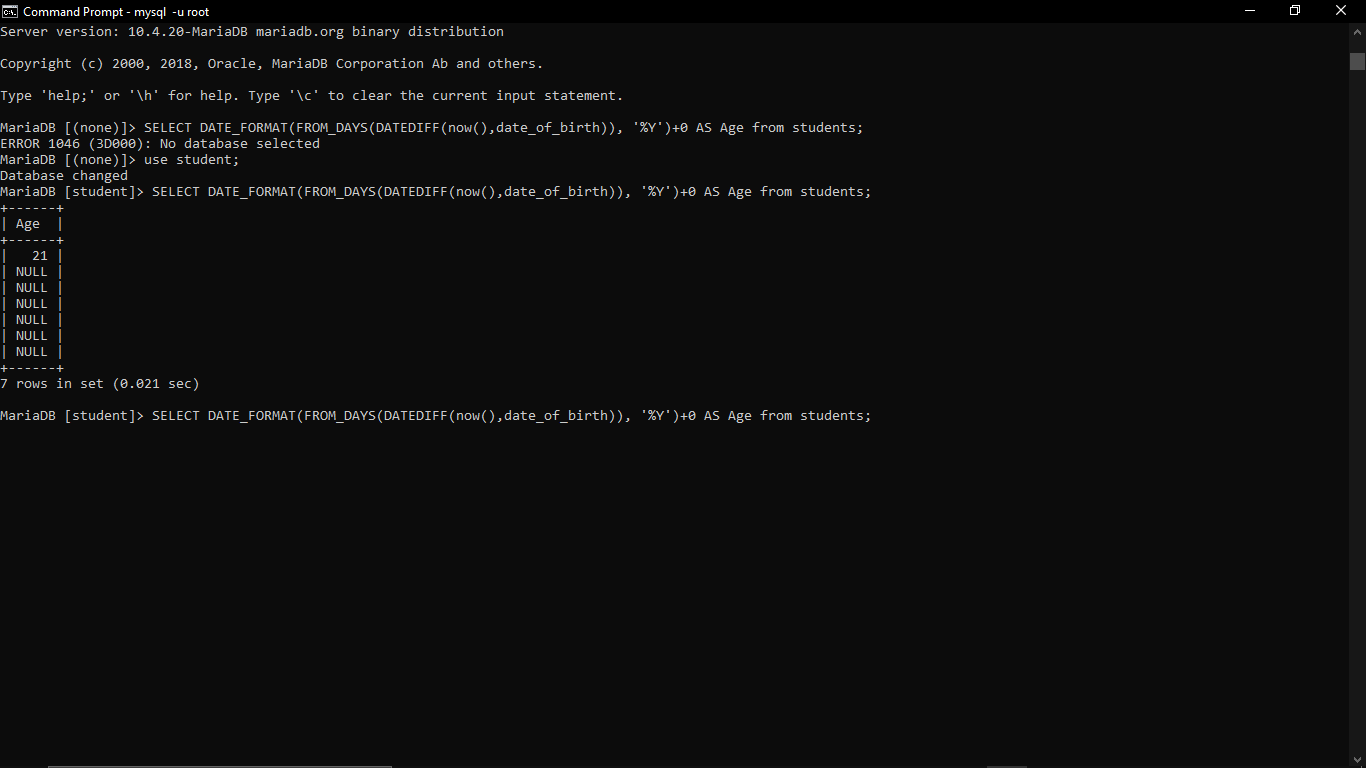 Command Prompt - mysql  -u root
Server version: 10.4.20-MariaDB mariadb.org binary distribution
Copyright (c) 2000, 2018, Oracle, MariaDB Corporation Ab and others.
Type 'help;' or '\h' for help. Type '\c' to clear the current input statement.
MariaDB [(none)]> SELECT DATE_FORMAT(FROM_DAYS(DATEDIFF(now(),date_of_birth)), '%Y')+0 AS Age from students;
ERROR 1046 (3D000): No database selected
MariaDB [(none)]> use student;
Database changed
MariaDB [student]> SELECT DATE_FORMAT(FROM_DAYS(DATEDIFF(now(),date_of_birth)), '%Y')+0 AS Age from students;
+------+
| Age  |
+------+
|   21 |
| NULL |
| NULL |
| NULL |
| NULL |
| NULL |
| NULL |
+------+
7 rows in set (0.021 sec)
MariaDB [student]> SELECT DATE_FORMAT(FROM_DAYS(DATEDIFF(now(),date_of_birth)), '%Y')+0 AS Age from students;